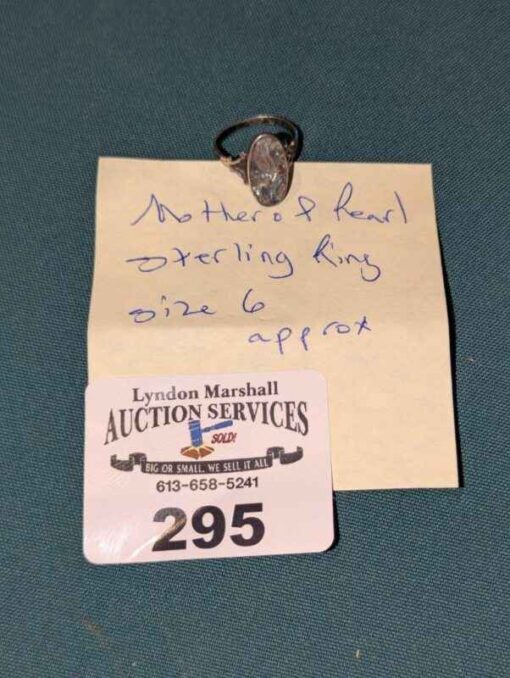 Mother of Pearl
sterling Ring
size 6
approx
Lyndon Marshall
AUCTION SERVICES
SOLD!
BIG OR SMALL, WE SELL IT ALL
613-658-5241
295